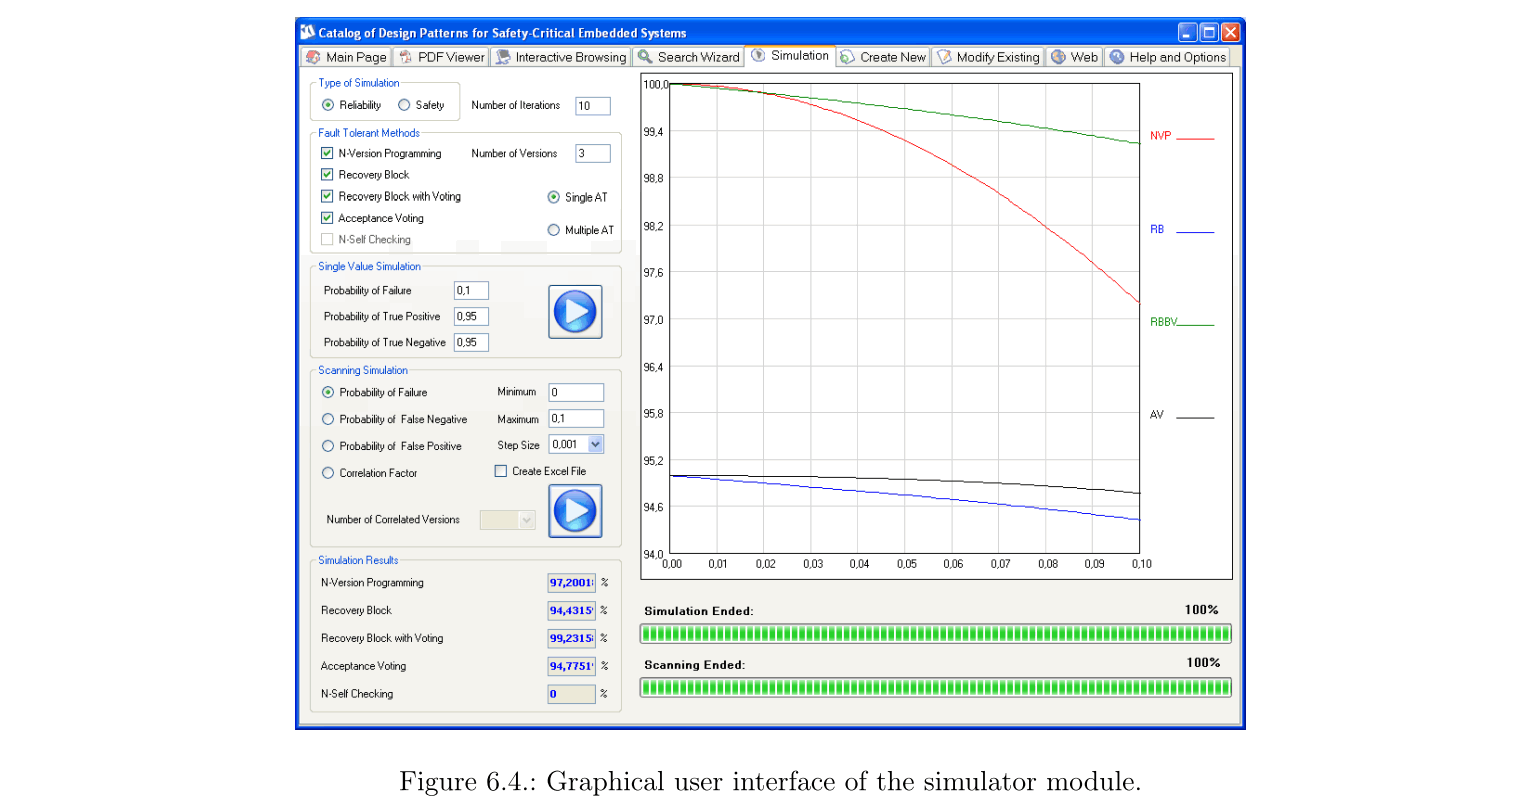 Catalog of Design Patterns for Safety-Critical Embedded Systems
Main Page PDF Viewer Interactive Browsing Search Wizard Simulation Create New Modify Existing Web Help and Options
Type of Simulation
Reliability Safety Number of Iterations 10
Fault Tolerant Methods
N-Version Programming Number of Versions 3
Recovery Block
Recovery Block with Voting Single AT
Acceptance Voting
Multiple AT
N-Self Checking
Single Value Simulation
Probability of Failure 0,1
Probability of True Positive 0,95
Probability of True Negative 0,95
Scanning Simulation
Probability of Failure Minimum 0
Probability of False Negative Maximum 0,1
Probability of False Positive Step Size 0,001
Correlation Factor Create Excel File
Number of Correlated Versions
Simulation Results
N-Version Programming 97,2001 %
Recovery Block 94,4315 %
Recovery Block with Voting 99,2315 %
Acceptance Voting 94,7751 %
N-Self Checking 0 %
100,0
99,4
98,8
98,2
97,6
97,0
96,4
95,8
95,2
94,6
94,0
0,00 0,01 0,02 0,03 0,04 0,05 0,06 0,07 0,08 0,09 0,10
NVP
RB
RBBV
AV
Simulation Ended: 100%
Scanning Ended: 100%
Figure 6.4.: Graphical user interface of the simulator module.